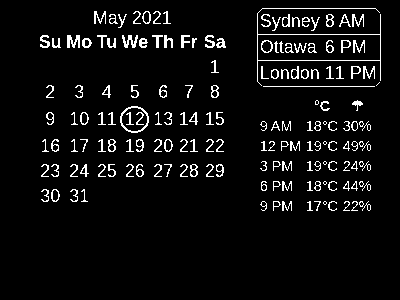 May 2021
Su Mo Tu We Th Fr Sa
1
2 3 4 5 6 7 8
9 10 11 12 13 14 15
16 17 18 19 20 21 22
23 24 25 26 27 28 29
30 31
Sydney 8 AM
Ottawa 6 PM
London 11 PM
°C ☂
9 AM 18°C 30%
12 PM 19°C 49%
3 PM 19°C 24%
6 PM 18°C 44%
9 PM 17°C 22%